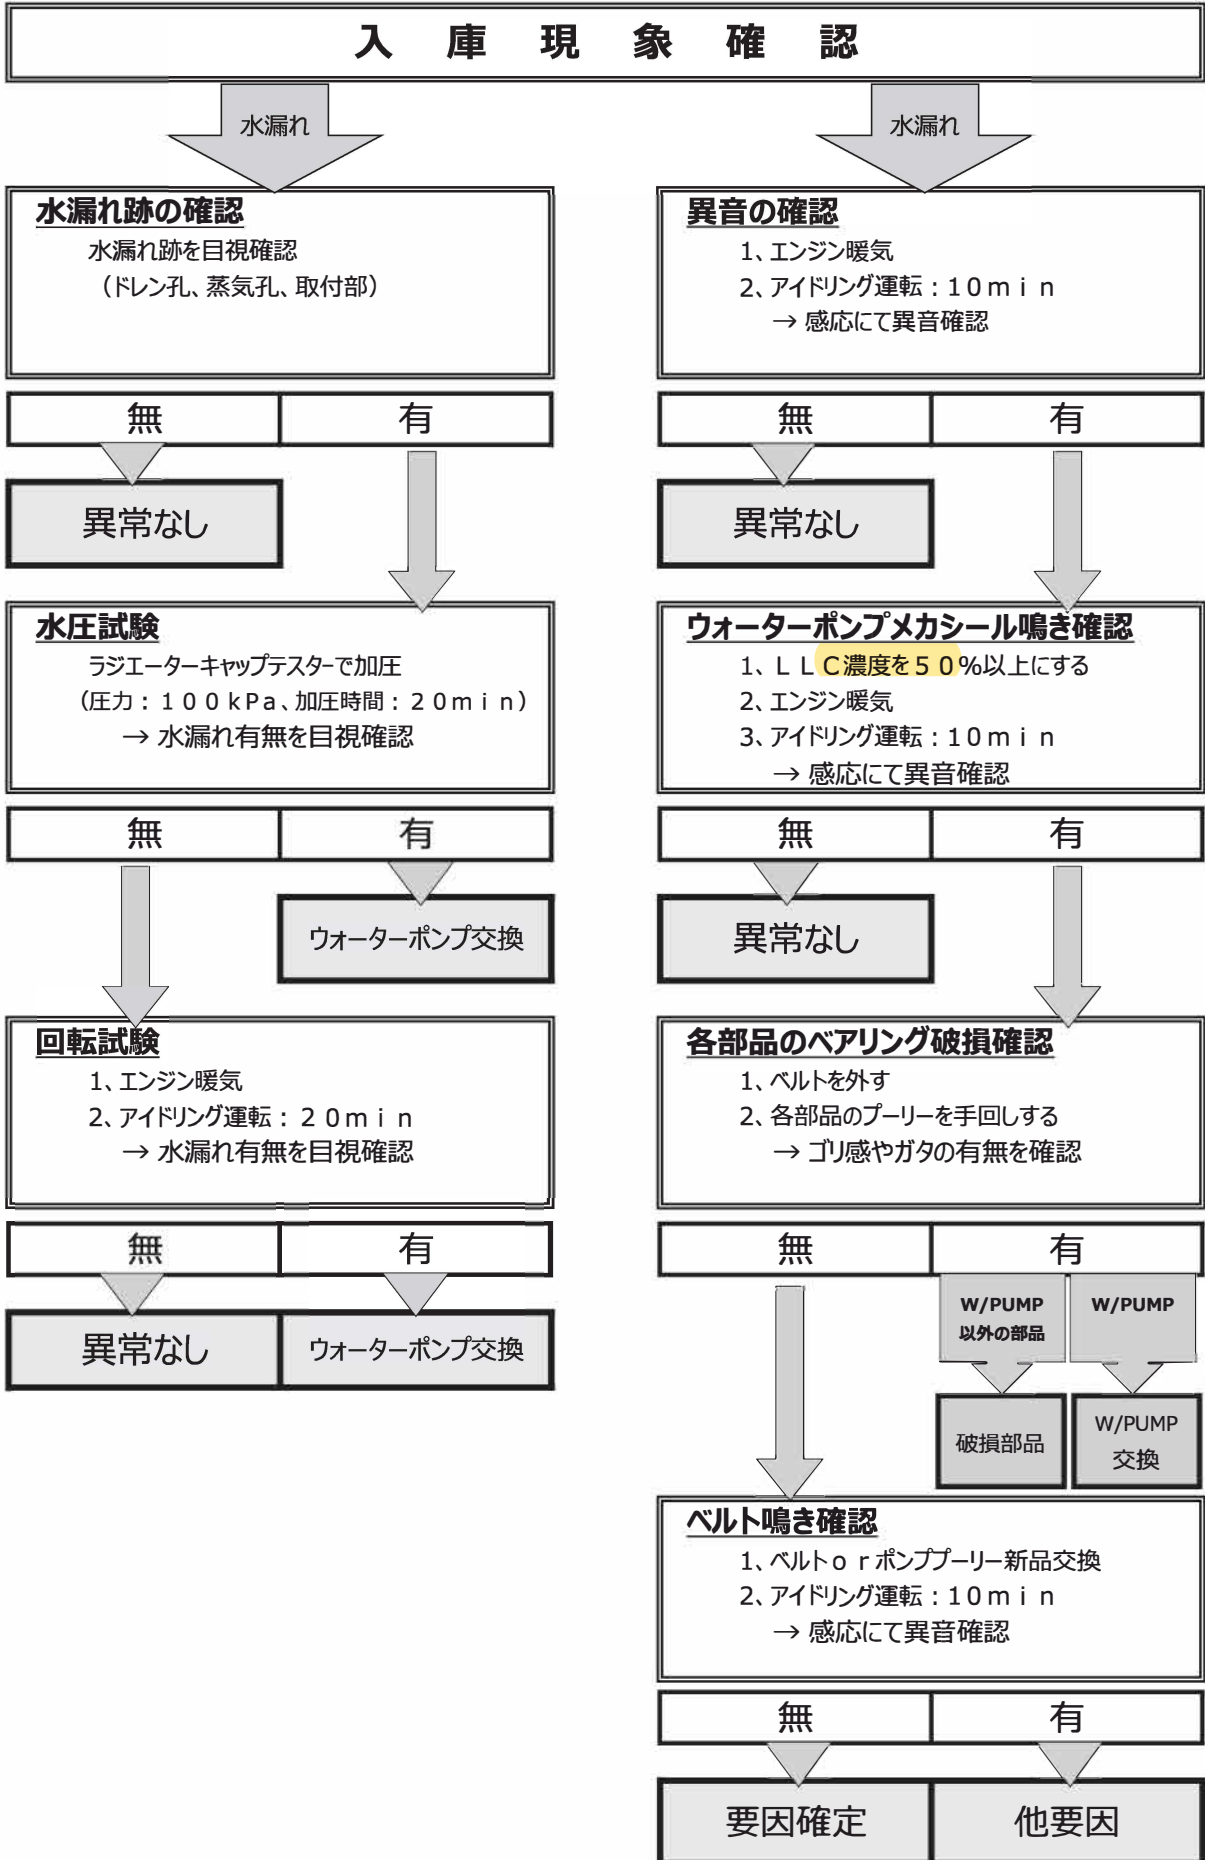 入庫現象確認
水漏れ
水漏れ跡の確認
水漏れ跡を目視確認
（ドレン孔、蒸気孔、取付部）
無 有
異常なし
水圧試験
ラジエーターキャップテスターで加圧
（圧力：１００ｋPa、加圧時間：２０ｍｉｎ）
→ 水漏れ有無を目視確認
無 有
ウォーターポンプ交換
回転試験
1、エンジン暖気
2、アイドリング運転：２０ｍｉｎ
→ 水漏れ有無を目視確認
無 有
異常なし ウォーターポンプ交換
水漏れ
異音の確認
1、エンジン暖気
2、アイドリング運転：１０ｍｉｎ
→ 感応にて異音確認
無 有
異常なし
ウォーターポンプメカシール鳴き確認
1、ＬＬＣ濃度を５０％以上にする
2、エンジン暖気
3、アイドリング運転：１０ｍｉｎ
→ 感応にて異音確認
無 有
異常なし
各部品のベアリング破損確認
1、ベルトを外す
2、各部品のプーリーを手回しする
→ ゴリ感やガタの有無を確認
無 有
W/PUMP
以外の部品
W/PUMP
破損部品
W/PUMP
交換
ベルト鳴き確認
1、ベルトｏｒポンププーリー新品交換
2、アイドリング運転：１０ｍｉｎ
→ 感応にて異音確認
無 有
要因確定 他要因